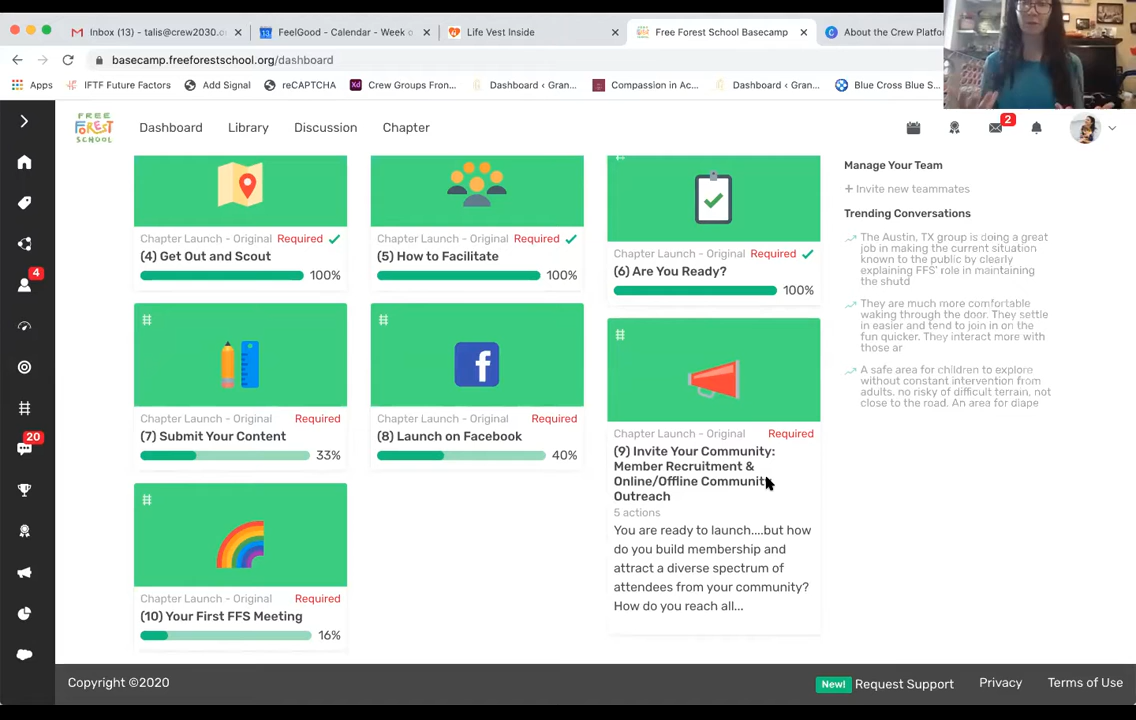 Inbox (13) - talis@crew2030.o
FeelGood - Calendar - Week o
Life Vest Inside
Free Forest School Basecamp
About the Crew Platfo
basecamp.freeforestschool.org/dashboard
Apps
IFTF Future Factors
Add Signal
reCAPTCHA
Crew Groups From...
Dashboard ‹ Gran...
Compassion in Ac...
Dashboard ‹ Gran...
Blue Cross Blue S...
FREE
FOREST
SCHOOL
Dashboard
Library
Discussion
Chapter
2
4
20
Chapter Launch - Original
Required
(4) Get Out and Scout
100%
Chapter Launch - Original
Required
(5) How to Facilitate
100%
Chapter Launch - Original
Required
(6) Are You Ready?
100%
Chapter Launch - Original
Required
(7) Submit Your Content
33%
Chapter Launch - Original
Required
(8) Launch on Facebook
40%
Chapter Launch - Original
Required
(9) Invite Your Community:
Member Recruitment &
Online/Offline Community
Outreach
5 actions
You are ready to launch....but how
do you build membership and
attract a diverse spectrum of
attendees from your community?
How do you reach all...
Chapter Launch - Original
Required
(10) Your First FFS Meeting
16%
Manage Your Team
+ Invite new teammates
Trending Conversations
The Austin, TX group is doing a great
job in making the current situation
known to the public by clearly
explaining FFS' role in maintaining
the shutd
They are much more comfortable
waking through the door. They settle
in easier and tend to join in on the
fun quicker. They interact more with
those ar
A safe area for children to explore
without constant intervention from
adults. no risky of difficult terrain, not
close to the road. An area for diape
Copyright ©2020
New!
Request Support
Privacy
Terms of Use